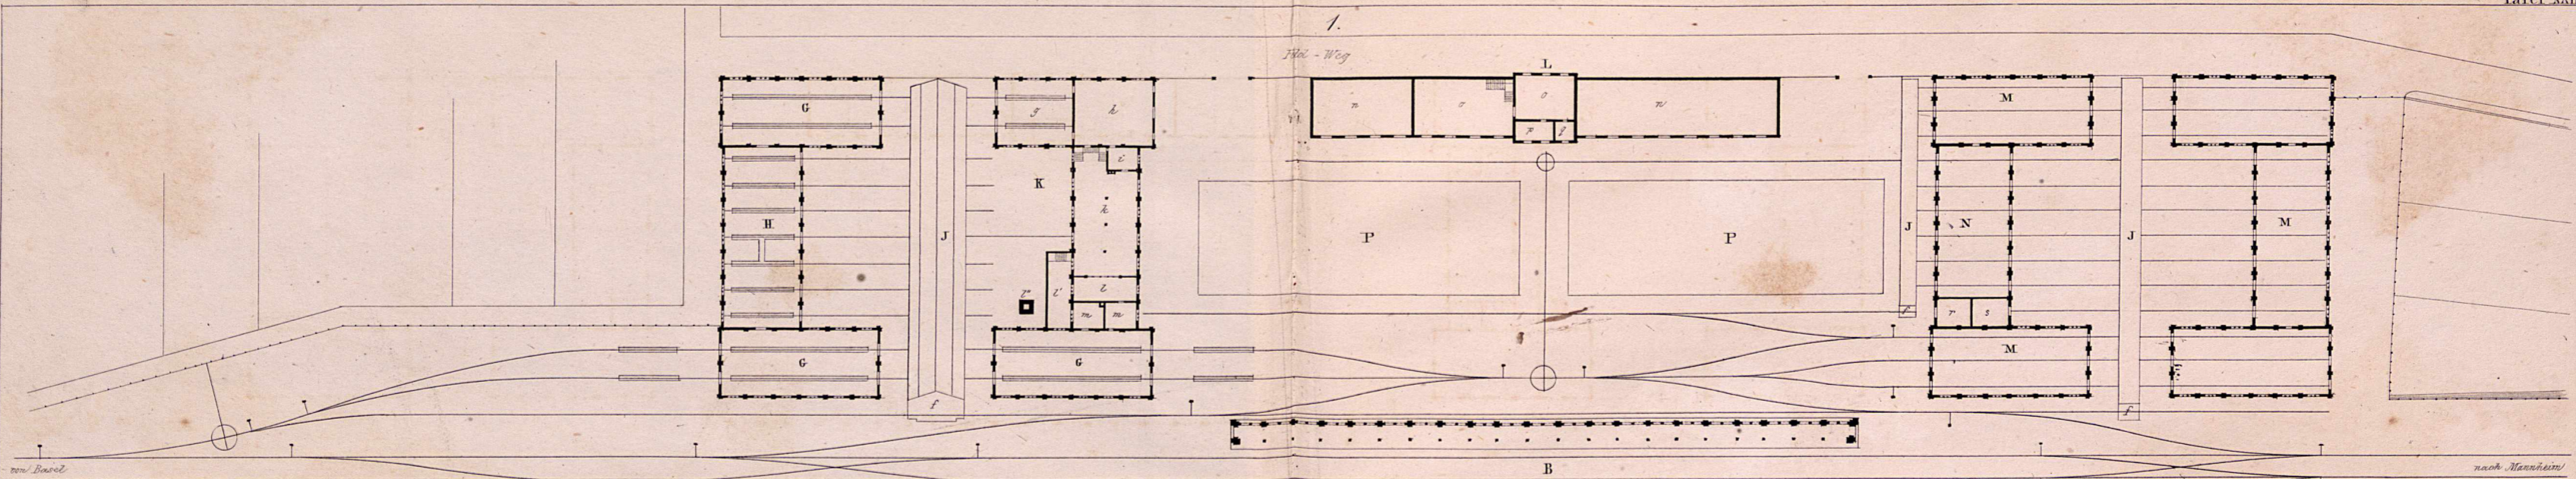 1.
Feld - Weg
L
G
g
k
n
o
o
n
M
p
q
i
K
k
H
J
P
P
J
N
J
M
l
l'
l''
m
m
f
r
s
G
G
M
f
f
B
von Basel
nach Mannheim